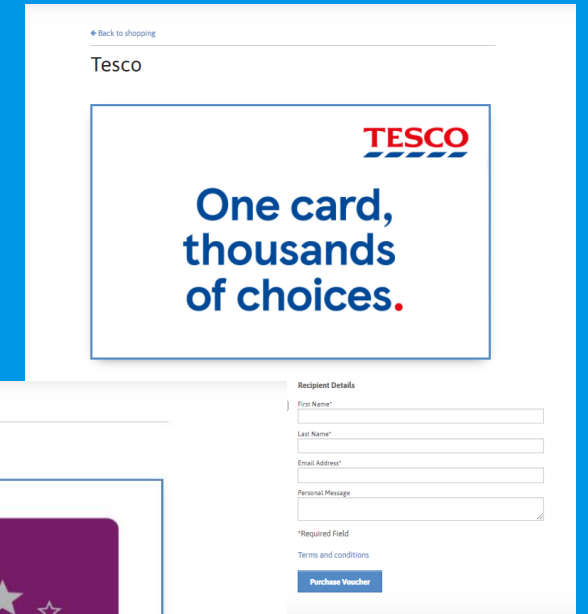 ← Back to shopping
Tesco
TESCO
One card,
thousands
of choices.
Recipient Details
First Name*
Last Name*
Email Address*
Personal Message
*Required Field
Terms and conditions
Purchase Voucher